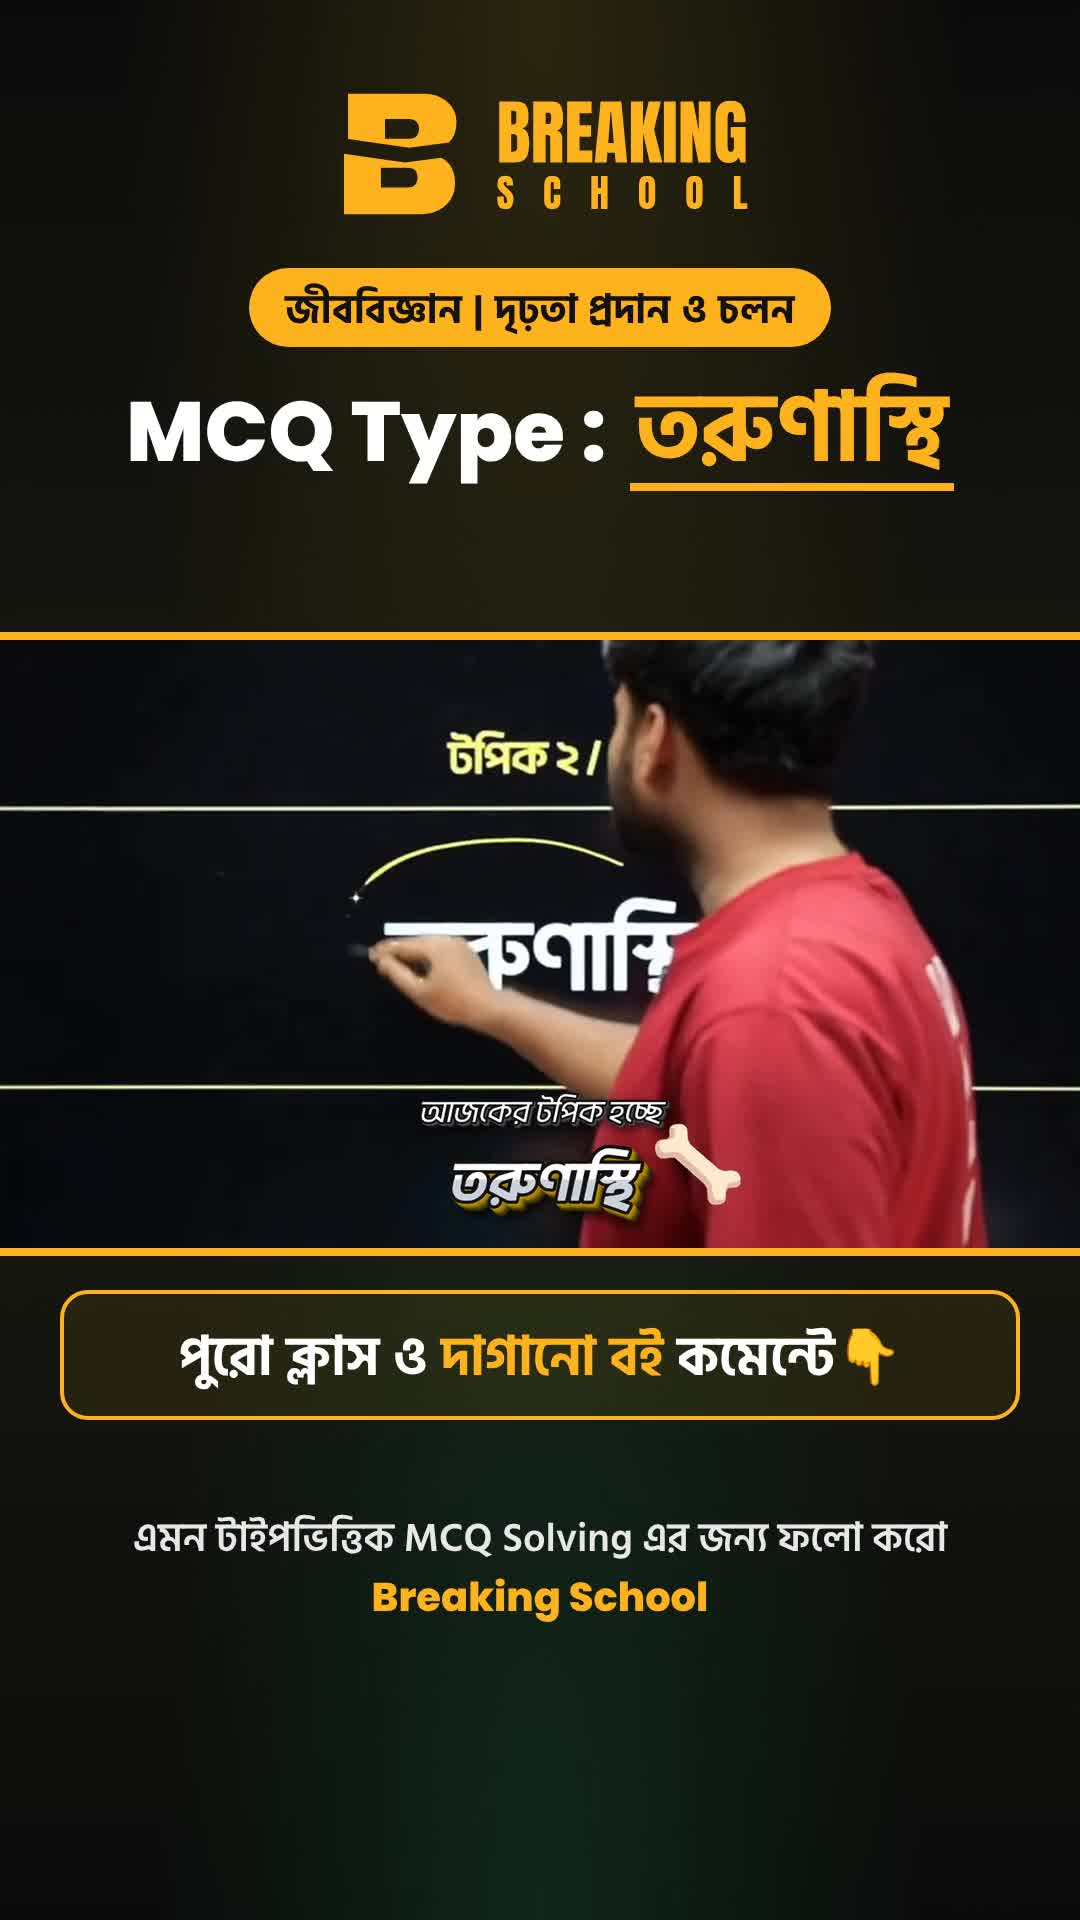 BREAKING
SCHOOL
জীববিজ্ঞান | দৃঢ়তা প্রদান ও চলন
MCQ Type : তরুণাস্থি
টপিক ২ /
রুণাস্থি
আজকের টপিক হচ্ছে
তরুণাস্থি
পুরো ক্লাস ও দাগানো বই কমেন্টে👇
এমন টাইপভিত্তিক MCQ Solving এর জন্য ফলো করো
Breaking School